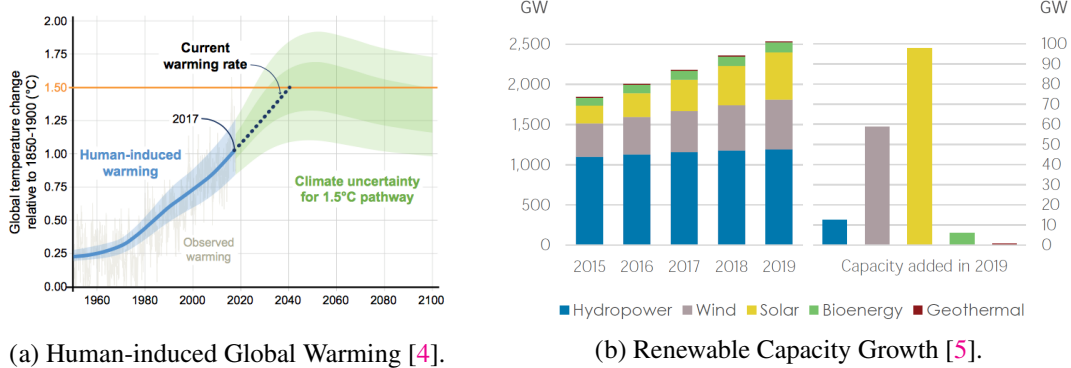 Global temperature change
relative to 1850-1900 (°C)
2.00
1.75
1.50
1.25
1.00
0.75
0.50
0.25
0.00
Current
warming rate
2017
Human-induced
warming
Climate uncertainty
for 1.5°C pathway
Observed
warming
1960 1980 2000 2020 2040 2060 2080 2100
(a) Human-induced Global Warming [4].
GW
2,500
2,000
1,500
1,000
500
0
2015 2016 2017 2018 2019
GW
100
90
80
70
60
50
40
30
20
10
0
Capacity added in 2019
Hydropower Wind Solar Bioenergy Geothermal
(b) Renewable Capacity Growth [5].